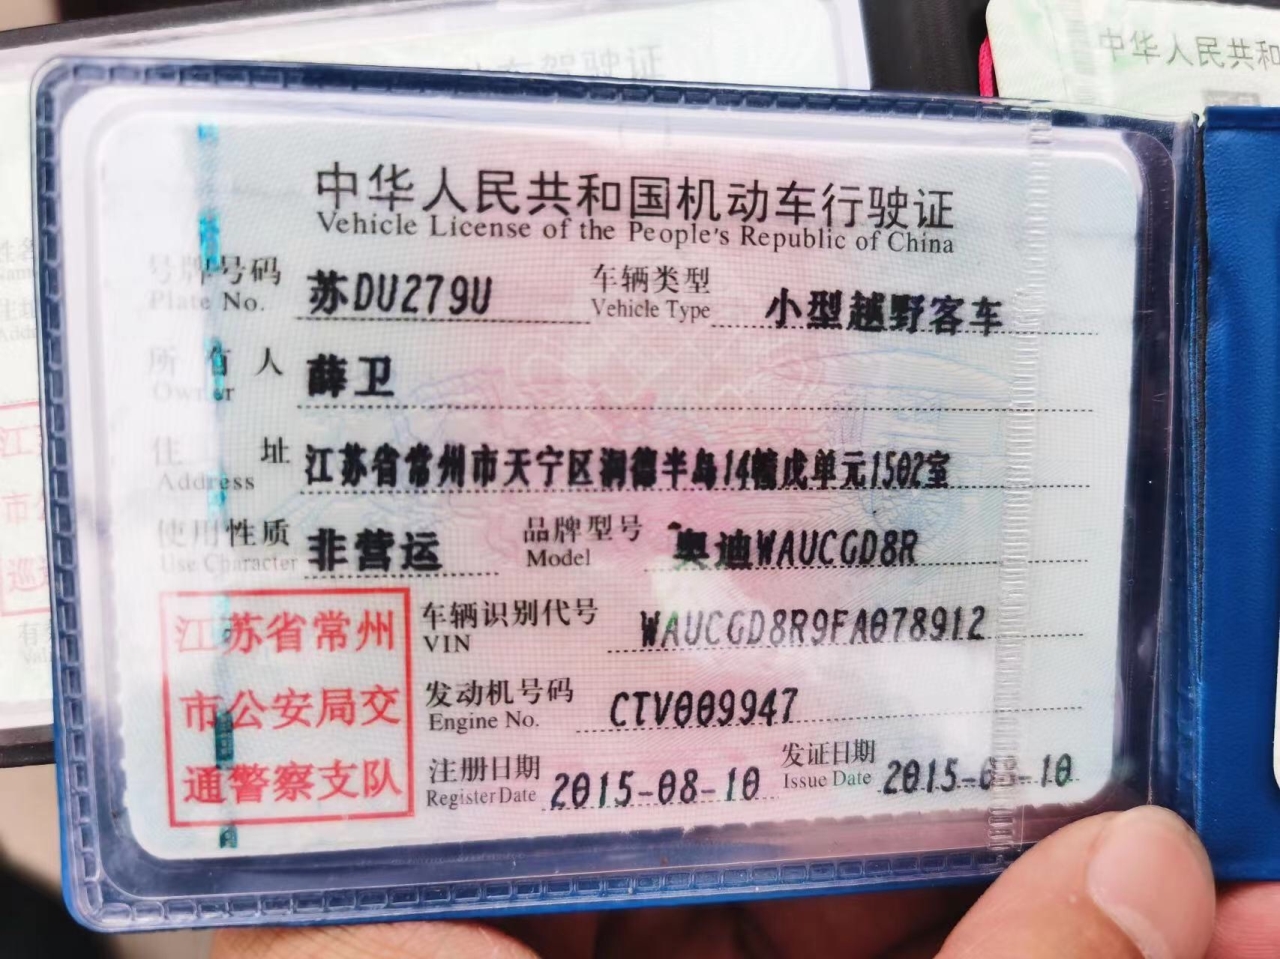 中华人民共和
中华人民共和国机动车行驶证
Vehicle License of the People's Republic of China
号牌号码 苏DU279U 车辆类型 小型越野客车
Plate No. Vehicle Type
所有人 薛卫
Owner
住址 江苏省常州市天宁区润德半岛14幢戊单元1502室
Address
使用性质 非营运 品牌型号 奥迪WAUCGD8R
Use Character Model
江苏省常州
市公安局交
通警察支队
车辆识别代号 WAUCGD8R9FA078912
VIN
发动机号码 CTV009947
Engine No.
注册日期 2015-08-10 发证日期 2015-08-10
Register Date Issue Date